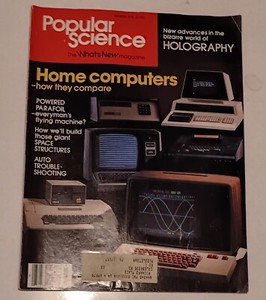 Popular
Science
the What's New magazine
New advances in the
bizarre world of
HOLOGRAPHY
Home computers
–how they compare
POWERED
PARAFOIL
–everyman's
flying machine?
How we'll build
those giant
SPACE
STRUCTURES
AUTO
TROUBLE-
SHOOTING